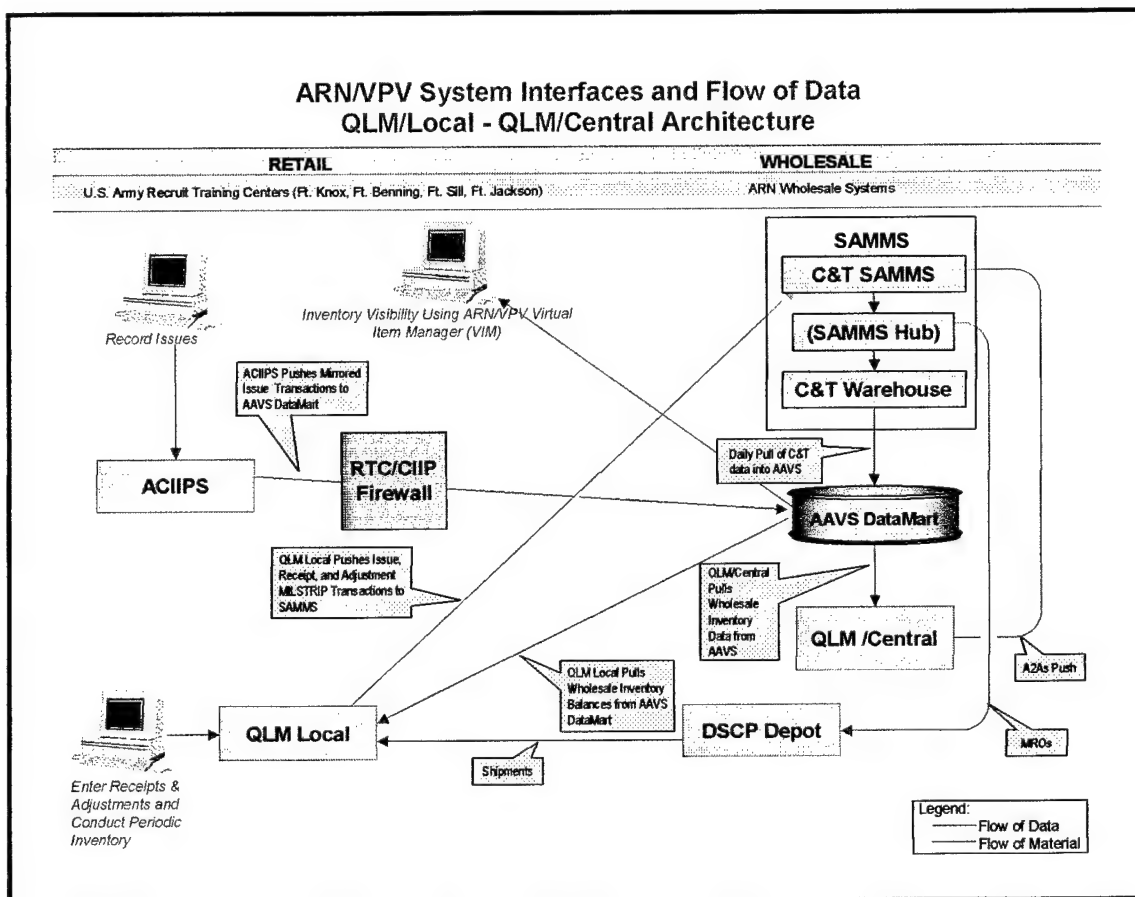 ARN/VPV System Interfaces and Flow of Data
QLM/Local - QLM/Central Architecture
RETAIL
WHOLESALE
U.S. Army Recruit Training Centers (Ft. Knox, Ft. Benning, Ft. Sill, Ft. Jackson)
ARN Wholesale Systems
SAMMS
C&T SAMMS
(SAMMS Hub)
C&T Warehouse
Record Issues
Inventory Visibility Using ARN/VPV Virtual
Item Manager (VIM)
ACIIPS Pushes Mirrored
Issue Transactions to
AAVS DataMart
ACIIPS
RTC/CIIP
Firewall
Daily Pull of C&T
data into AAVS
AAVS DataMart
QLM Local Pushes Issue,
Receipt, and Adjustment
MILSTRIP Transactions to
SAMMS
QLM/Central
Pulls
Wholesale
Inventory
Data from
AAVS
QLM /Central
A2As Push
QLM Local Pulls
Wholesale Inventory
Balances from AAVS
DataMart
QLM Local
DSCP Depot
MROs
Shipments
Enter Receipts &
Adjustments and
Conduct Periodic
Inventory
Legend:
Flow of Data
Flow of Material